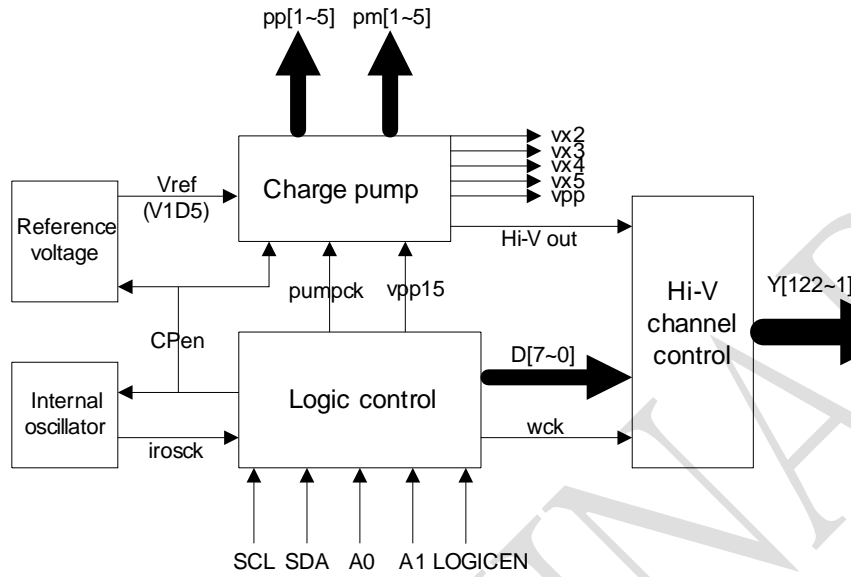 pp[1~5] pm[1~5]
vx2
vx3
vx4
vx5
vpp
Charge pump
Vref
(V1D5)
Reference
voltage
Hi-V out
pumpck
vpp15
Hi-V
channel
control
Y[122~1]
CPen
D[7~0]
Logic control
Internal
oscillator
irosck
wck
SCL SDA A0 A1 LOGICEN